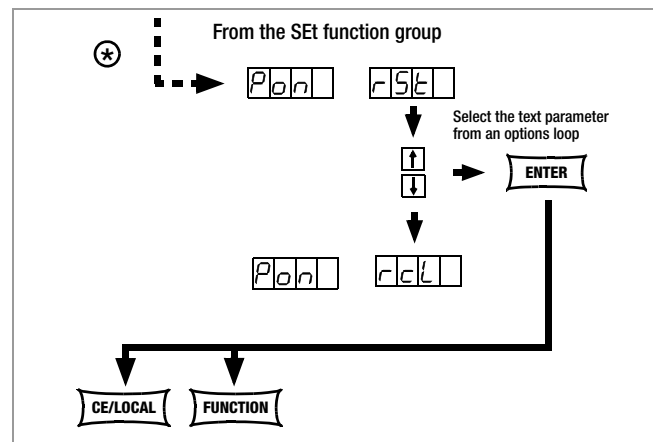 From the SEt function group
Pon rSt
Select the text parameter
from an options loop
ENTER
Pon rcL
CE/LOCAL FUNCTION